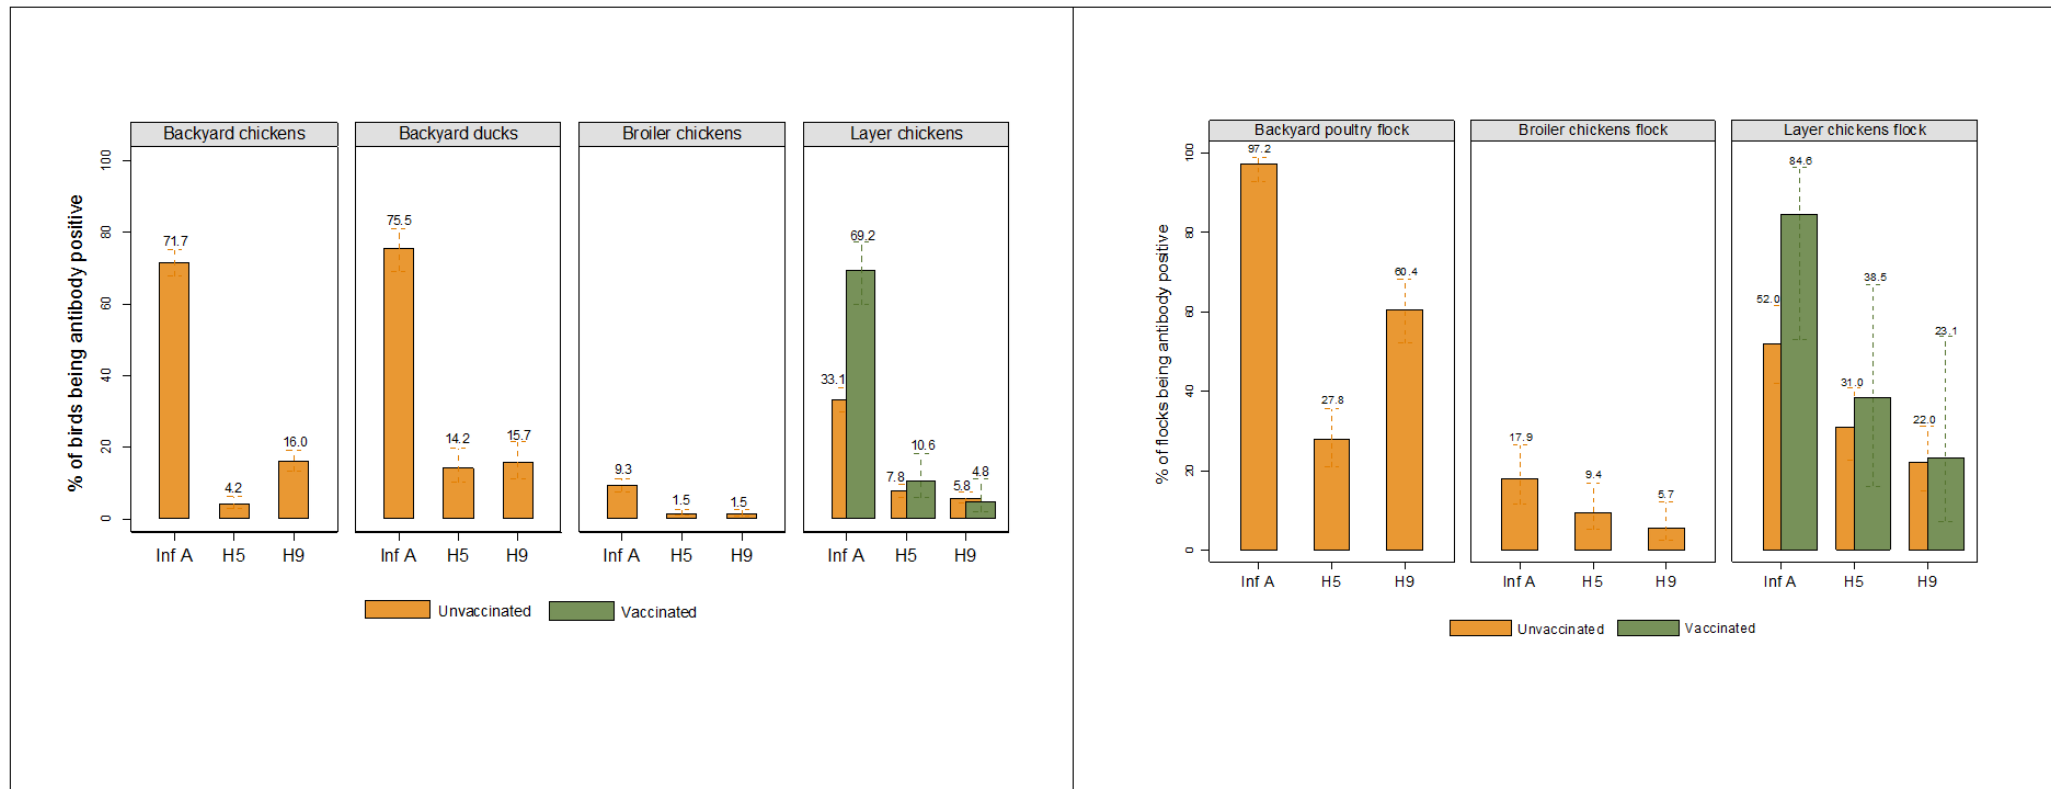 Backyard chickens
Backyard ducks
Broiler chickens
Layer chickens
% of birds being antibody positive
100
80
60
40
20
0
71.7
4.2
16.0
75.5
14.2
15.7
9.3
1.5
1.5
33.1
69.2
7.8
10.6
5.8
4.8
Inf A H5 H9
Inf A H5 H9
Inf A H5 H9
Inf A H5 H9
Unvaccinated
Vaccinated
Backyard poultry flock
Broiler chickens flock
Layer chickens flock
% of flocks being antibody positive
100
80
60
40
20
0
97.2
27.8
60.4
17.9
9.4
5.7
52.0
84.6
31.0
38.5
22.0
23.1
Inf A H5 H9
Inf A H5 H9
Inf A H5 H9
Unvaccinated
Vaccinated